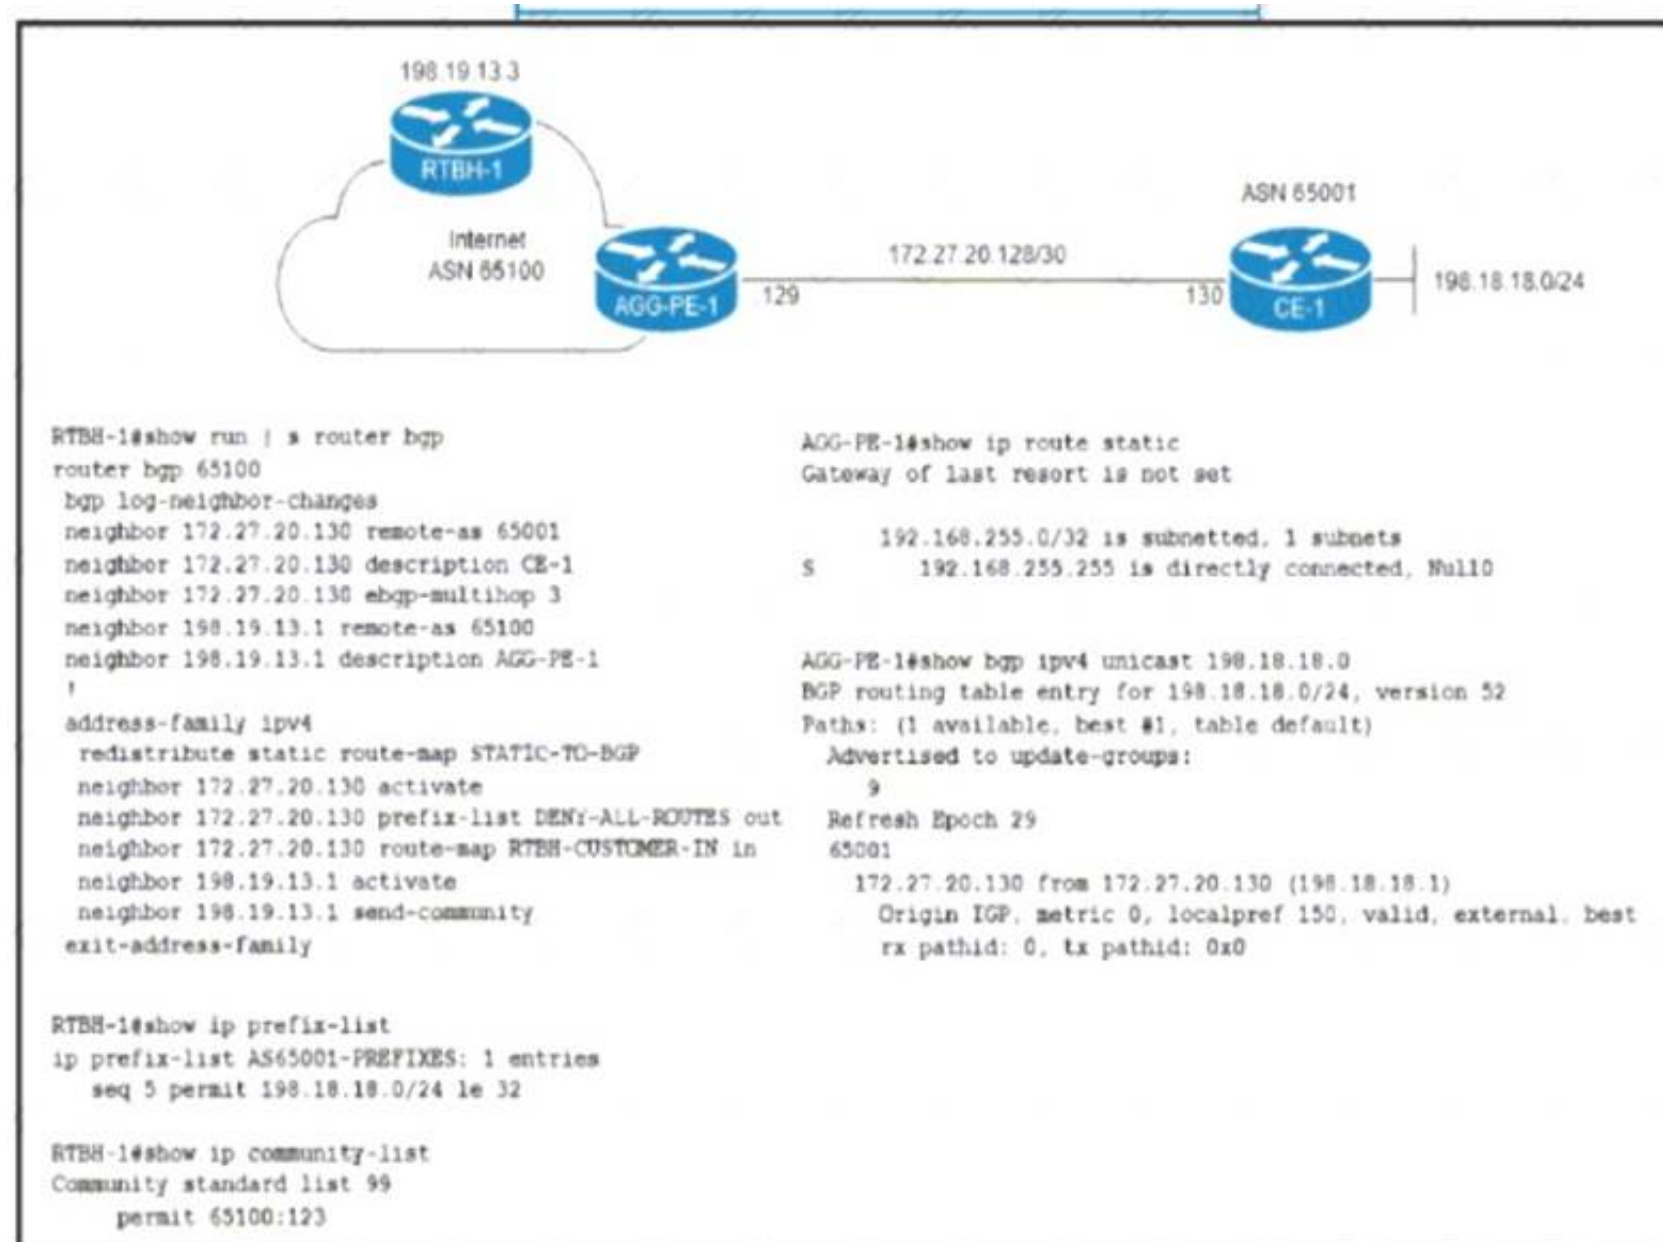 198.19.13.3
RTBH-1
ASN 65001
Internet
ASN 65100
172.27.20.128/30
198.18.18.0/24
129
130
AGG-PE-1
CE-1
RTBH-1#show run | s router bgp
router bgp 65100
bgp log-neighbor-changes
neighbor 172.27.20.130 remote-as 65001
neighbor 172.27.20.130 description CE-1
neighbor 172.27.20.130 ebgp-multihop 3
neighbor 198.19.13.1 remote-as 65100
neighbor 198.19.13.1 description AGG-PE-1
!
address-family ipv4
redistribute static route-map STATIC-TO-BGP
neighbor 172.27.20.130 activate
neighbor 172.27.20.130 prefix-list DENY-ALL-ROUTES out
neighbor 172.27.20.130 route-map RTBH-CUSTOMER-IN in
neighbor 198.19.13.1 activate
neighbor 198.19.13.1 send-community
exit-address-family
RTBH-1#show ip prefix-list
ip prefix-list AS65001-PREFIXES: 1 entries
seq 5 permit 198.18.18.0/24 le 32
RTBH-1#show ip community-list
Community standard list 99
permit 65100:123
AGG-PE-1#show ip route static
Gateway of last resort is not set
192.168.255.0/32 is subnetted, 1 subnets
S 192.168.255.255 is directly connected, Null0
AGG-PE-1#show bgp ipv4 unicast 198.18.18.0
BGP routing table entry for 198.18.18.0/24, version 52
Paths: (1 available, best #1, table default)
Advertised to update-groups:
9
Refresh Epoch 29
65001
172.27.20.130 from 172.27.20.130 (198.18.18.1)
Origin IGP, metric 0, localpref 150, valid, external, best
rx pathid: 0, tx pathid: 0x0